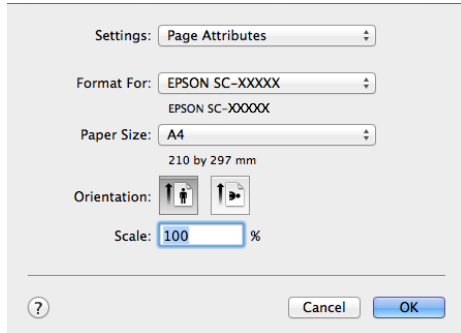 Settings: Page Attributes
Format For: EPSON SC-XXXXX
EPSON SC-XXXXX
Paper Size: A4
210 by 297 mm
Orientation:
Scale: 100 %
? Cancel OK